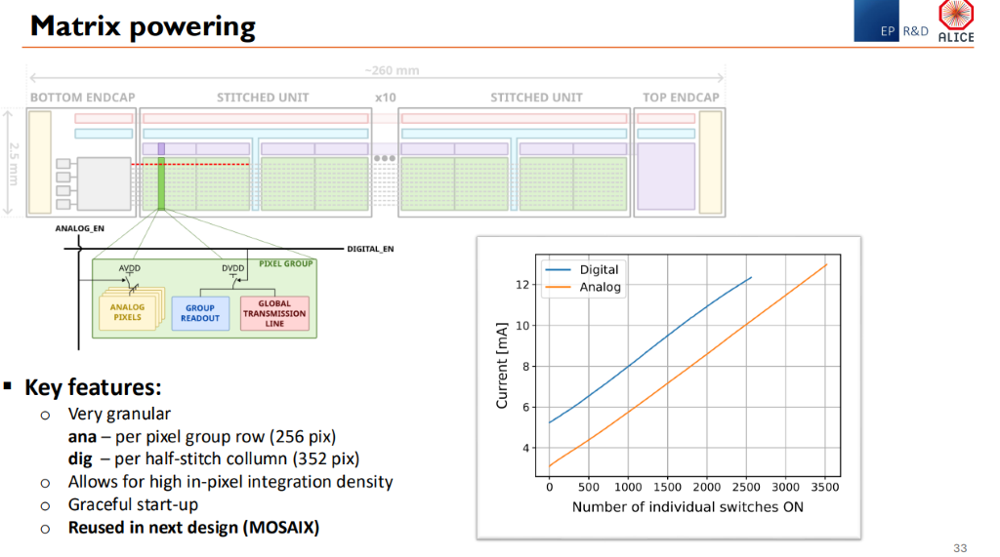 Matrix powering
EP R&D
ALICE
~260 mm
BOTTOM ENDCAP
STITCHED UNIT
x10
STITCHED UNIT
TOP ENDCAP
2.5 mm
ANALOG_EN
DIGITAL_EN
AVDD
DVDD
PIXEL GROUP
ANALOG
PIXELS
GROUP
READOUT
GLOBAL
TRANSMISSION
LINE
Digital
Analog
12
10
8
6
4
Current [mA]
0 500 1000 1500 2000 2500 3000 3500
Number of individual switches ON
▪ Key features:
o Very granular
ana – per pixel group row (256 pix)
dig – per half-stitch collumn (352 pix)
o Allows for high in-pixel integration density
o Graceful start-up
o Reused in next design (MOSAIX)
33